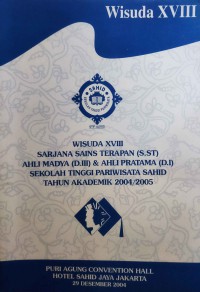 Wisuda XVIII
SAHID
WISUDA XVIII
SARJANA SAINS TERAPAN (S.ST)
AHLI MADYA (D.III) & AHLI PRATAMA (D.I)
SEKOLAH TINGGI PARIWISATA SAHID
TAHUN AKADEMIK 2004/2005
PURI AGUNG CONVENTION HALL
HOTEL SAHID JAYA JAKARTA
29 DESEMBER 2004